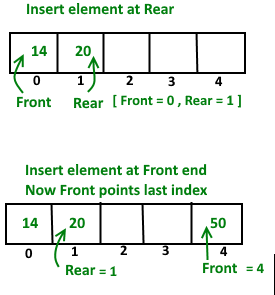 Insert element at Rear
14 20
0 1 2 3 4
Front Rear [ Front = 0 , Rear = 1 ]
Insert element at Front end
Now Front points last index
14 20 50
0 1 2 3 4
Rear = 1 Front = 4